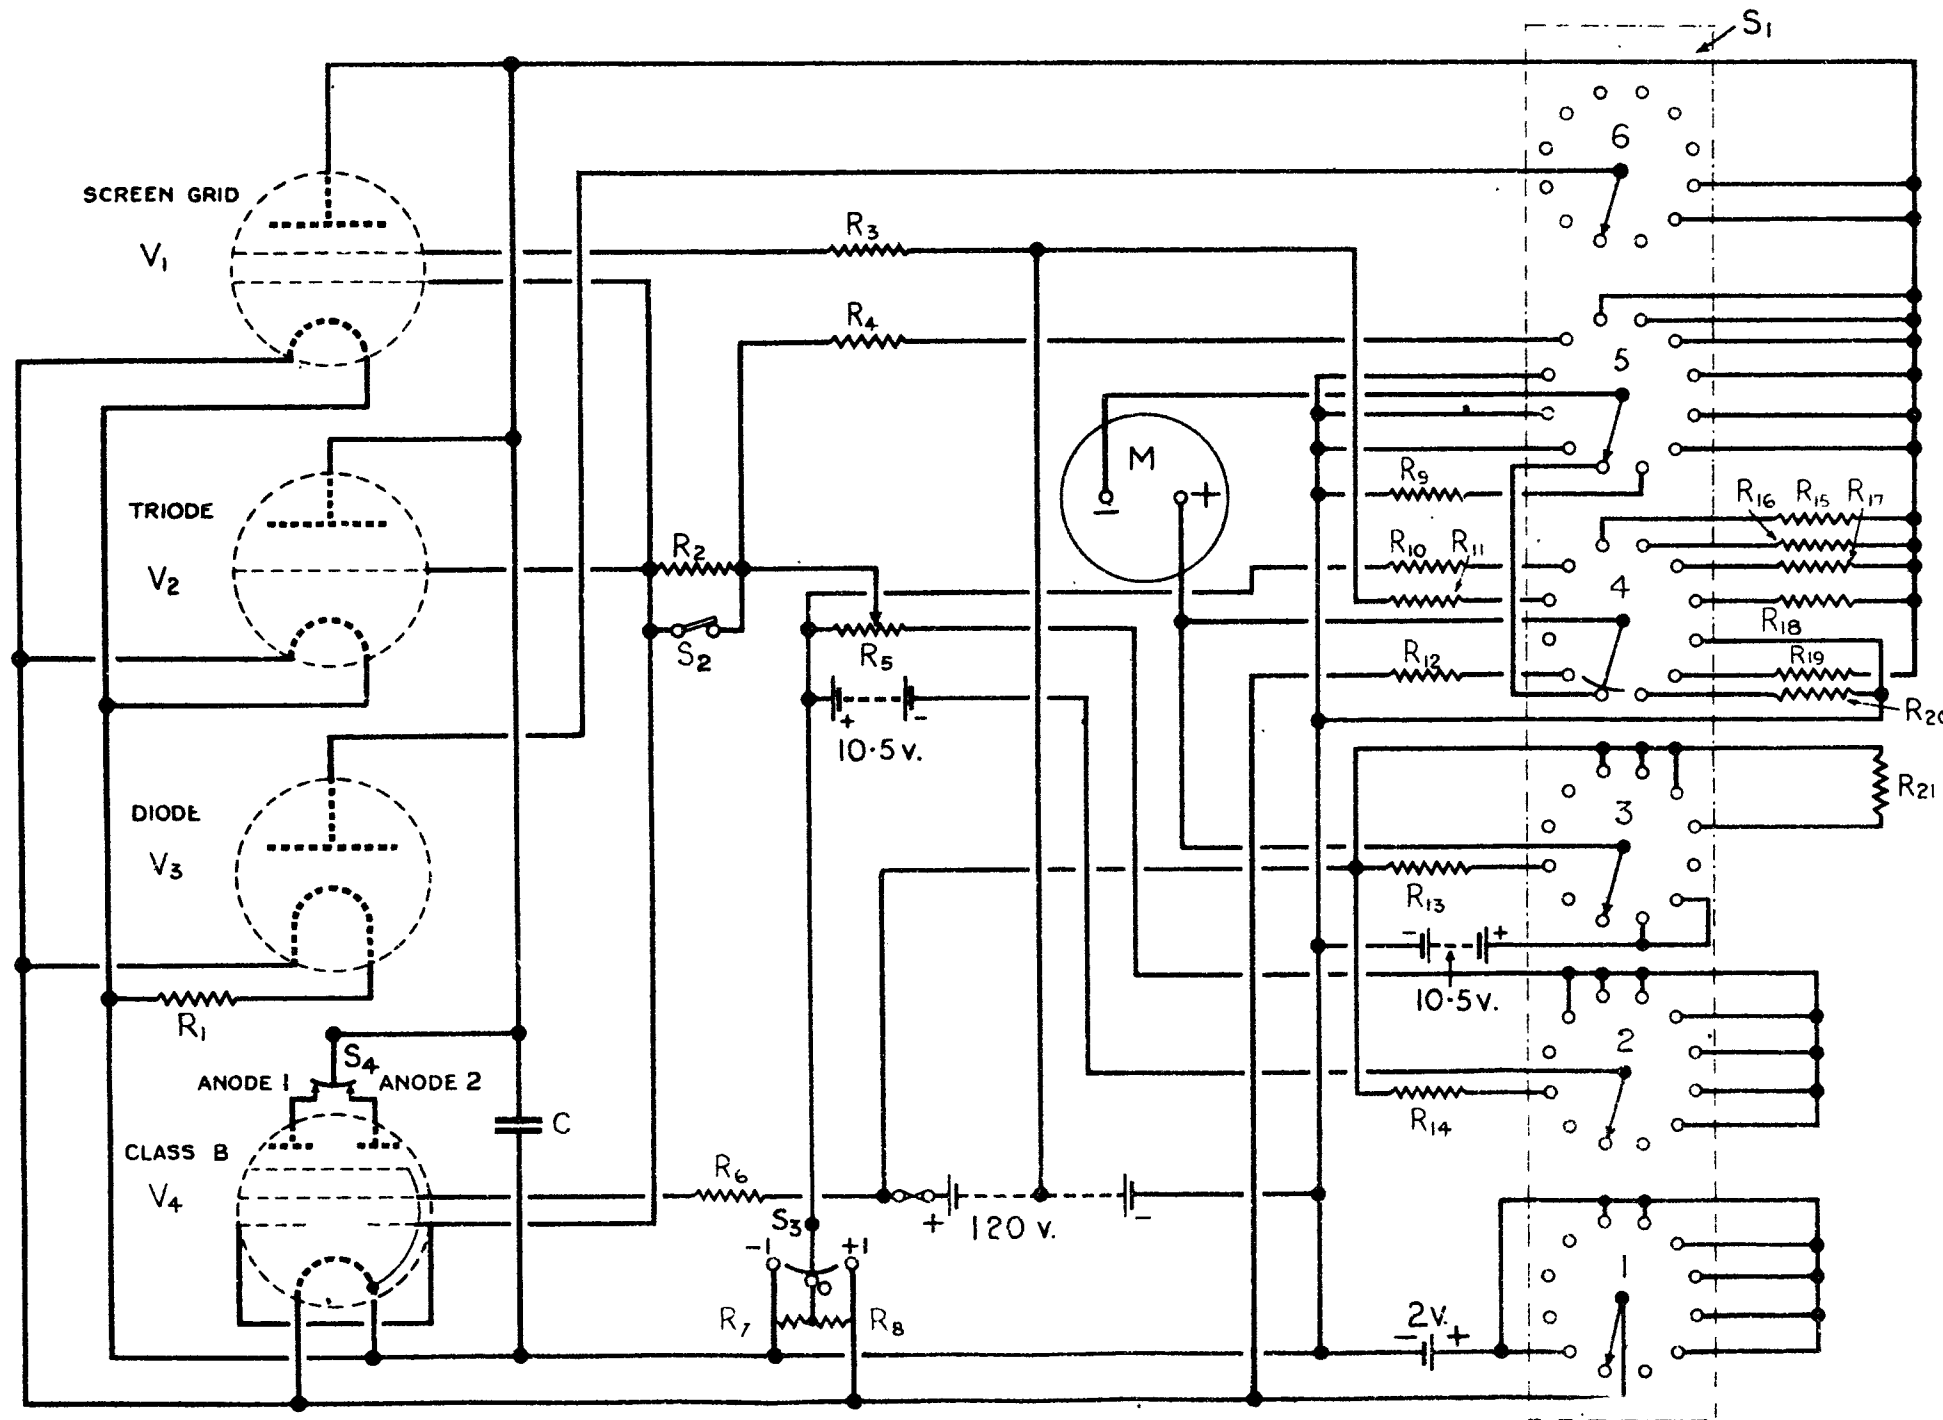 S1
6
SCREEN GRID
V1
R3
R4
5
M
- +
R9
R16 R15 R17
TRIODE
V2
R2
R10 R11
4
S2
R5
R18
R12
R19
R20
+ -
10·5 v.
DIODE
V3
3
R21
R13
- +
10·5 v.
R1
2
S4
ANODE 1 ANODE 2
R14
C
CLASS B
V4
R6
S3
+ 120 v. -
-1 +1
O
1
R7 R8
2 v.
- +